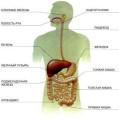 СЛЮННЫЕ ЖЕЛЕЗЫ
ПОЛОСТЬ РТА
ПЕЧЕНЬ
ЖЕЛЧНЫЙ ПУЗЫРЬ
ПОДЖЕЛУДОЧНАЯ
ЖЕЛЕЗА
АППЕНДИКС
ПИЩЕВОД
ЖЕЛУДОК
ТОНКАЯ КИШКА
ТОЛСТАЯ КИШКА
ПРЯМАЯ КИШКА